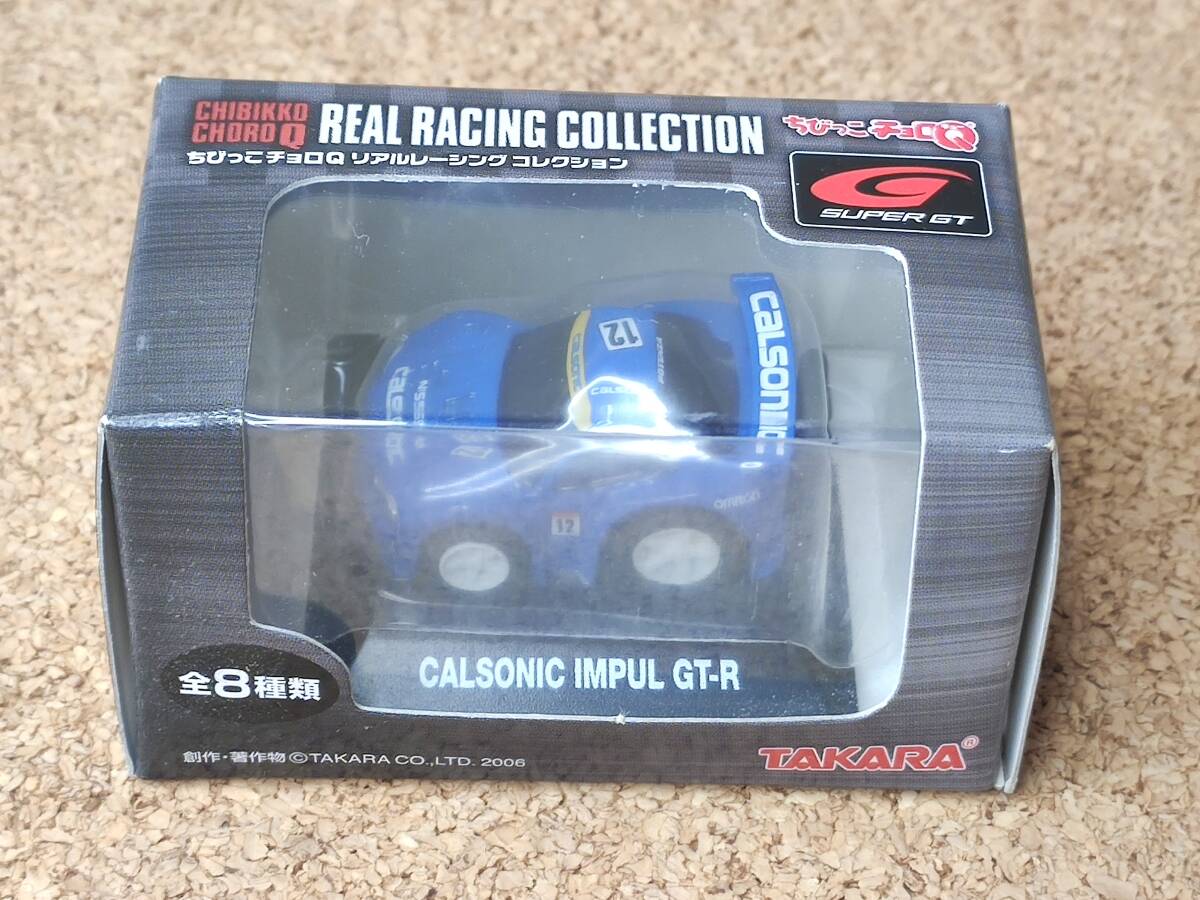 CHIBIKKO
CHORO Q
REAL RACING COLLECTION
ちびっこチョロQ リアルレーシング コレクション
ちびっこ チョロQ
SUPER GT
12
calsonic
calsonic
12
CALSONIC IMPUL GT-R
全8種類
創作・著作物 ©TAKARA CO.,LTD. 2006
TAKARA®